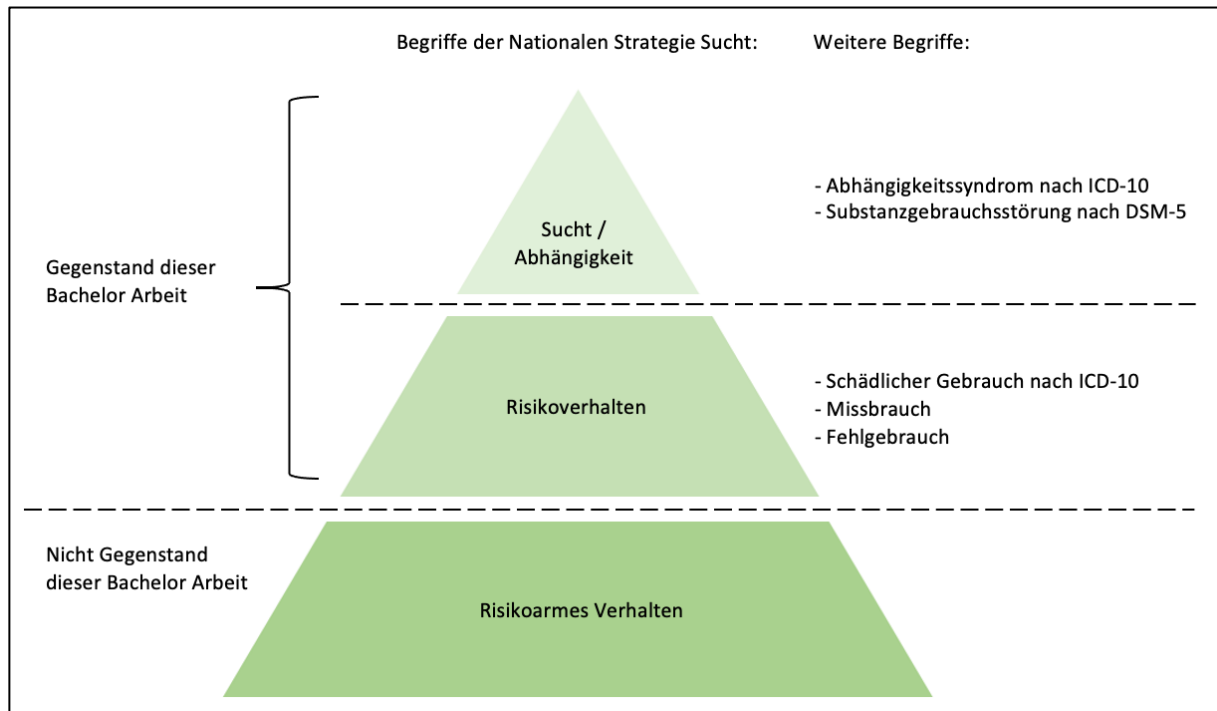 Begriffe der Nationalen Strategie Sucht:
Weitere Begriffe:
- Abhängigkeitssyndrom nach ICD-10
- Substanzgebrauchsstörung nach DSM-5
Sucht /
Abhängigkeit
Gegenstand dieser
Bachelor Arbeit
Risikoverhalten
- Schädlicher Gebrauch nach ICD-10
- Missbrauch
- Fehlgebrauch
Nicht Gegenstand
dieser Bachelor Arbeit
Risikoarmes Verhalten